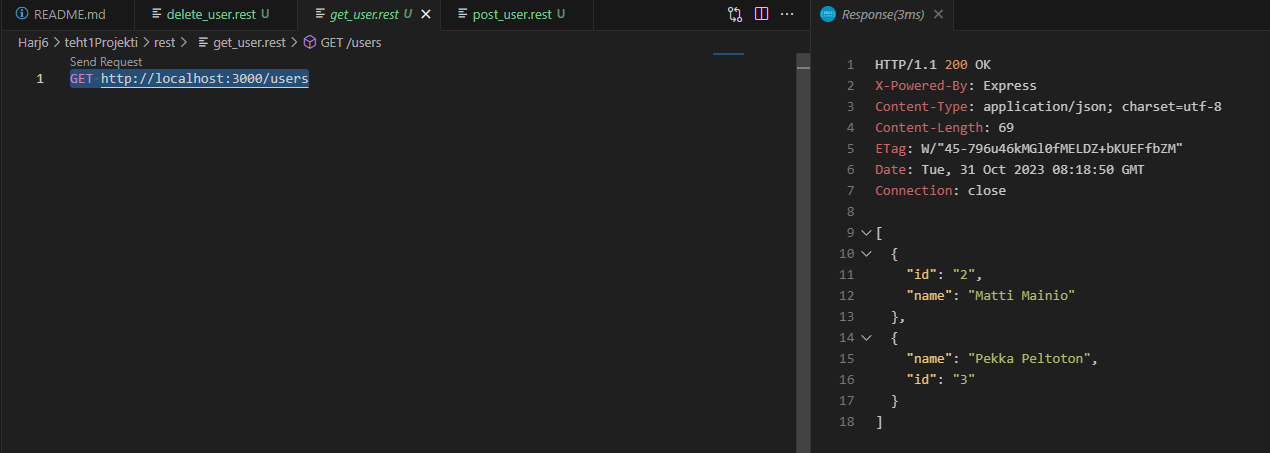 README.md delete_user.rest U get_user.rest U post_user.rest U
Harj6 > teht1Projekti > rest > get_user.rest > GET /users
Send Request
1 GET http://localhost:3000/users
Response(3ms)
1 HTTP/1.1 200 OK
2 X-Powered-By: Express
3 Content-Type: application/json; charset=utf-8
4 Content-Length: 69
5 ETag: W/"45-796u46kMGl0fMELDZ+bKUEFfbZM"
6 Date: Tue, 31 Oct 2023 08:18:50 GMT
7 Connection: close
8
9 [
10 {
11 "id": "2",
12 "name": "Matti Mainio"
13 },
14 {
15 "name": "Pekka Peltoton",
16 "id": "3"
17 }
18 ]